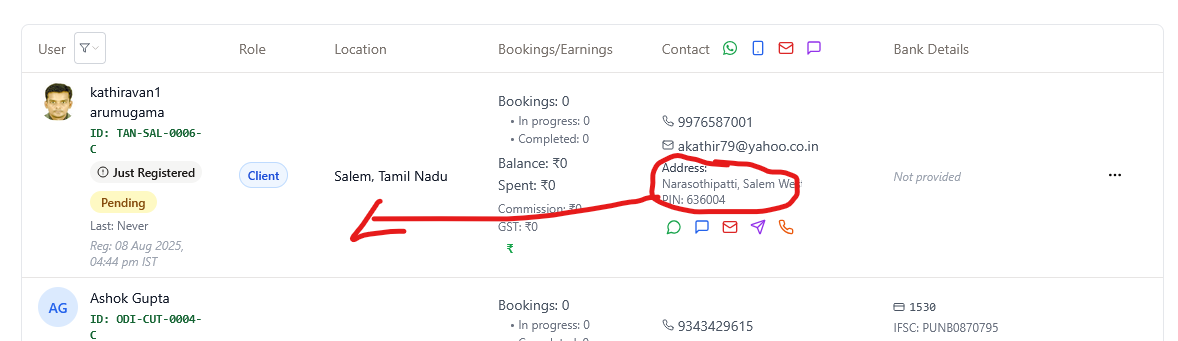 User
Role
Location
Bookings/Earnings
Contact
Bank Details
kathiravan1
arumugama
ID: TAN-SAL-0006-
C
Just Registered
Pending
Last: Never
Reg: 08 Aug 2025,
04:44 pm IST
Client
Salem, Tamil Nadu
Bookings: 0
• In progress: 0
• Completed: 0
Balance: ₹0
Spent: ₹0
Commission: ₹0
GST: ₹0
₹
9976587001
akathir79@yahoo.co.in
Address:
Narasothipatti, Salem West
PIN: 636004
Not provided
AG
Ashok Gupta
ID: ODI-CUT-0004-
C
Bookings: 0
• In progress: 0
• Completed: 0
9343429615
1530
IFSC: PUNB0870795